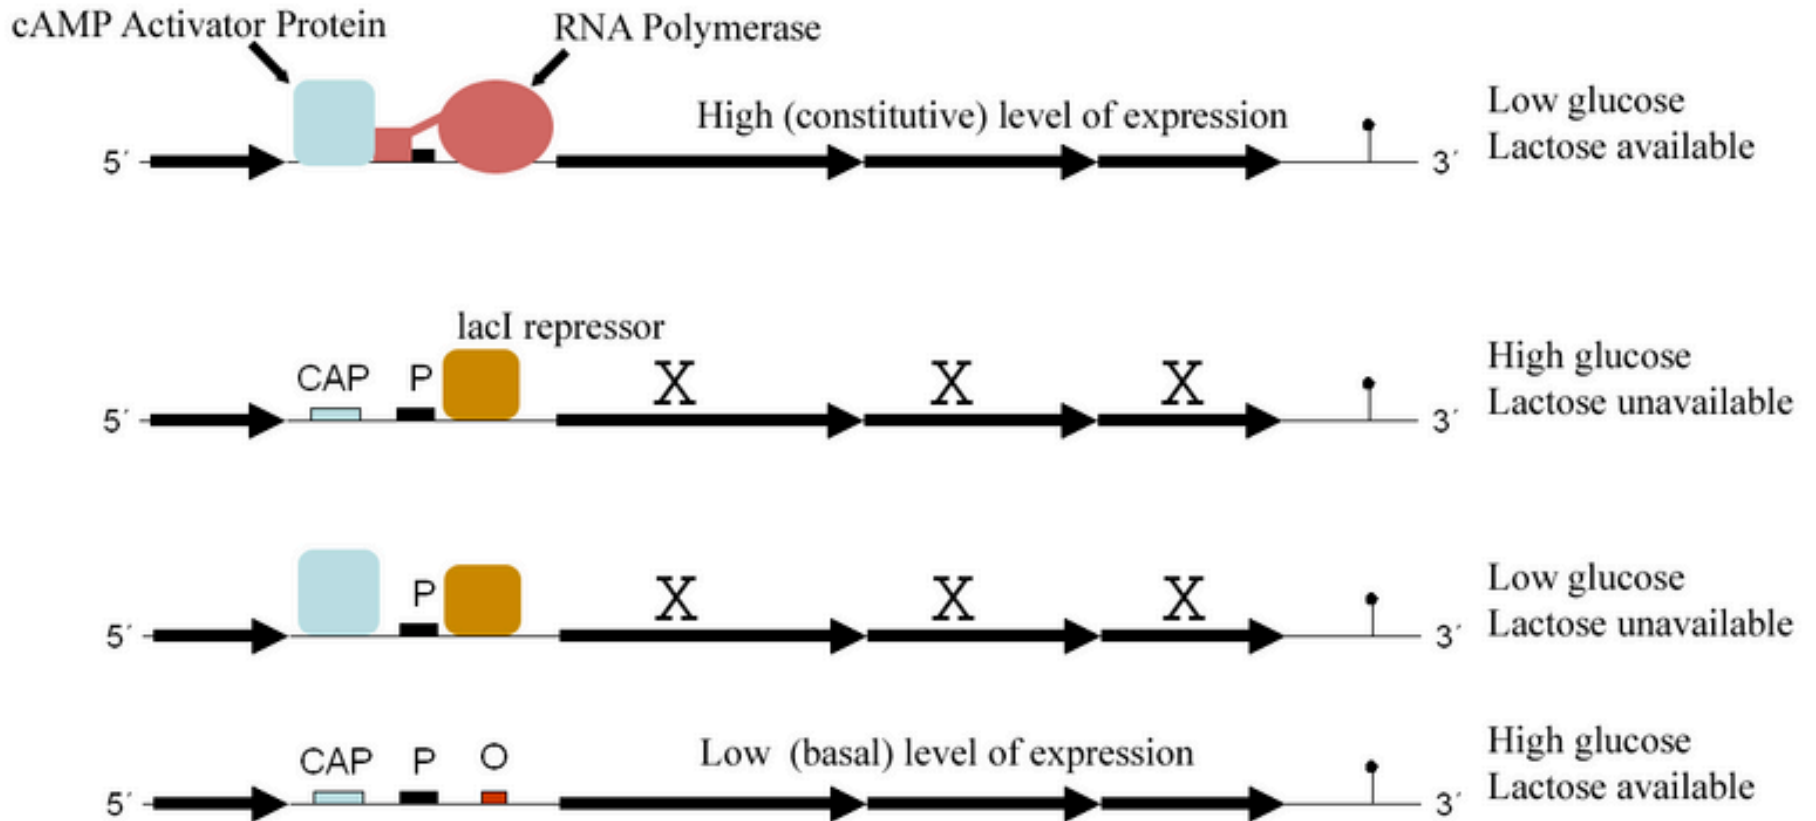 cAMP Activator Protein
RNA Polymerase
High (constitutive) level of expression
Low glucose
Lactose available
5´
3´
lacI repressor
CAP
P
X
X
X
High glucose
Lactose unavailable
5´
3´
P
X
X
X
Low glucose
Lactose unavailable
5´
3´
CAP
P
O
Low (basal) level of expression
High glucose
Lactose available
5´
3´